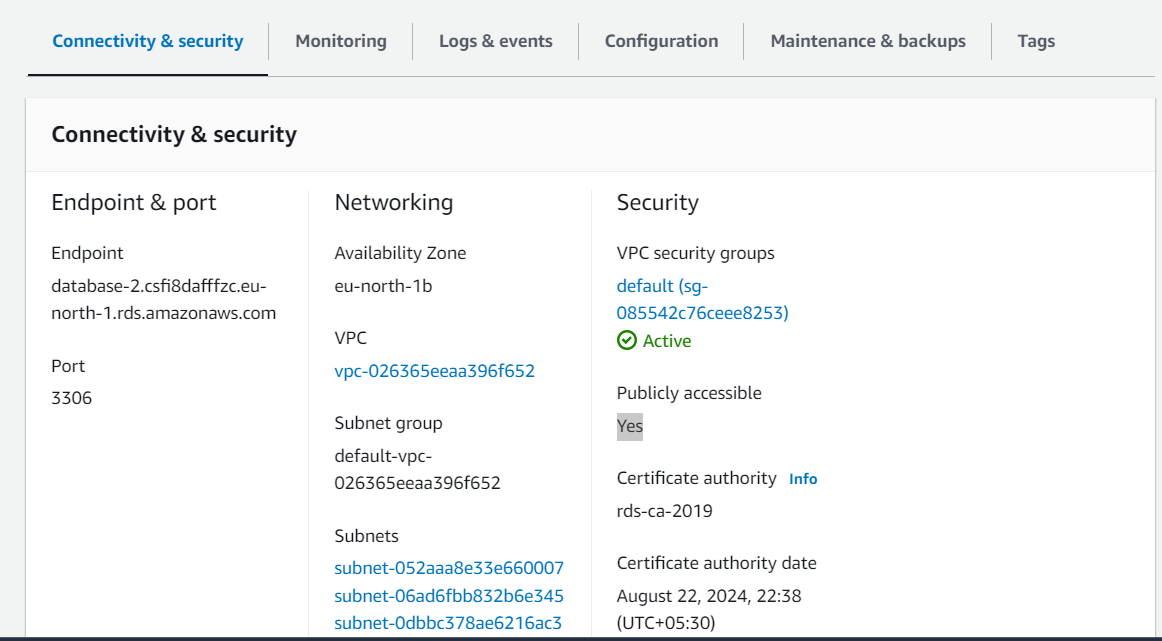 Connectivity & security
Monitoring
Logs & events
Configuration
Maintenance & backups
Tags
Connectivity & security
Endpoint & port
Endpoint
database-2.csfi8dafffzc.eu-
north-1.rds.amazonaws.com
Port
3306
Networking
Availability Zone
eu-north-1b
VPC
vpc-026365eeaa396f652
Subnet group
default-vpc-
026365eeaa396f652
Subnets
subnet-052aaa8e33e660007
subnet-06ad6fbb832b6e345
subnet-0dbbc378ae6216ac3
Security
VPC security groups
default (sg-
085542c76ceee8253)
Active
Publicly accessible
Yes
Certificate authority Info
rds-ca-2019
Certificate authority date
August 22, 2024, 22:38
(UTC+05:30)